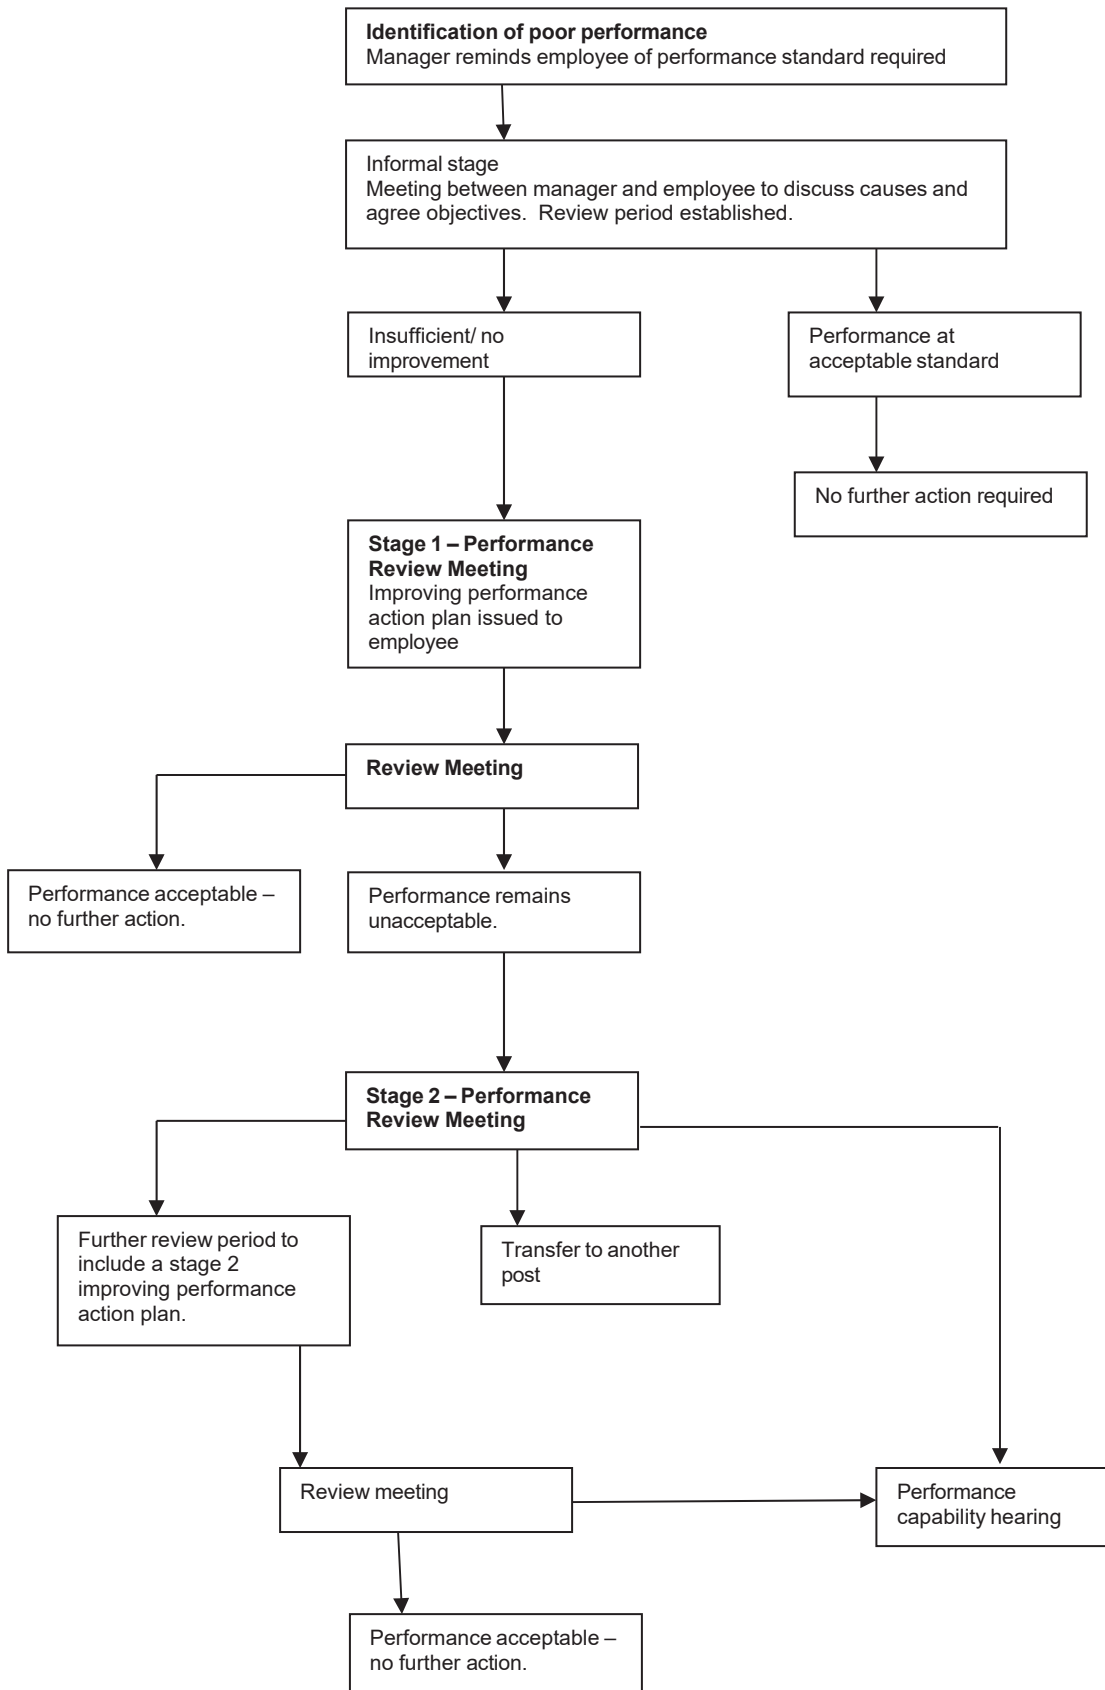 Identification of poor performance
Manager reminds employee of performance standard required
Informal stage
Meeting between manager and employee to discuss causes and
agree objectives.  Review period established.
Insufficient/ no
improvement
Performance at
acceptable standard
No further action required
Stage 1 – Performance
Review Meeting
Improving performance
action plan issued to
employee
Review Meeting
Performance acceptable –
no further action.
Performance remains
unacceptable.
Stage 2 – Performance
Review Meeting
Further review period to
include a stage 2
improving performance
action plan.
Transfer to another
post
Review meeting
Performance
capability hearing
Performance acceptable –
no further action.